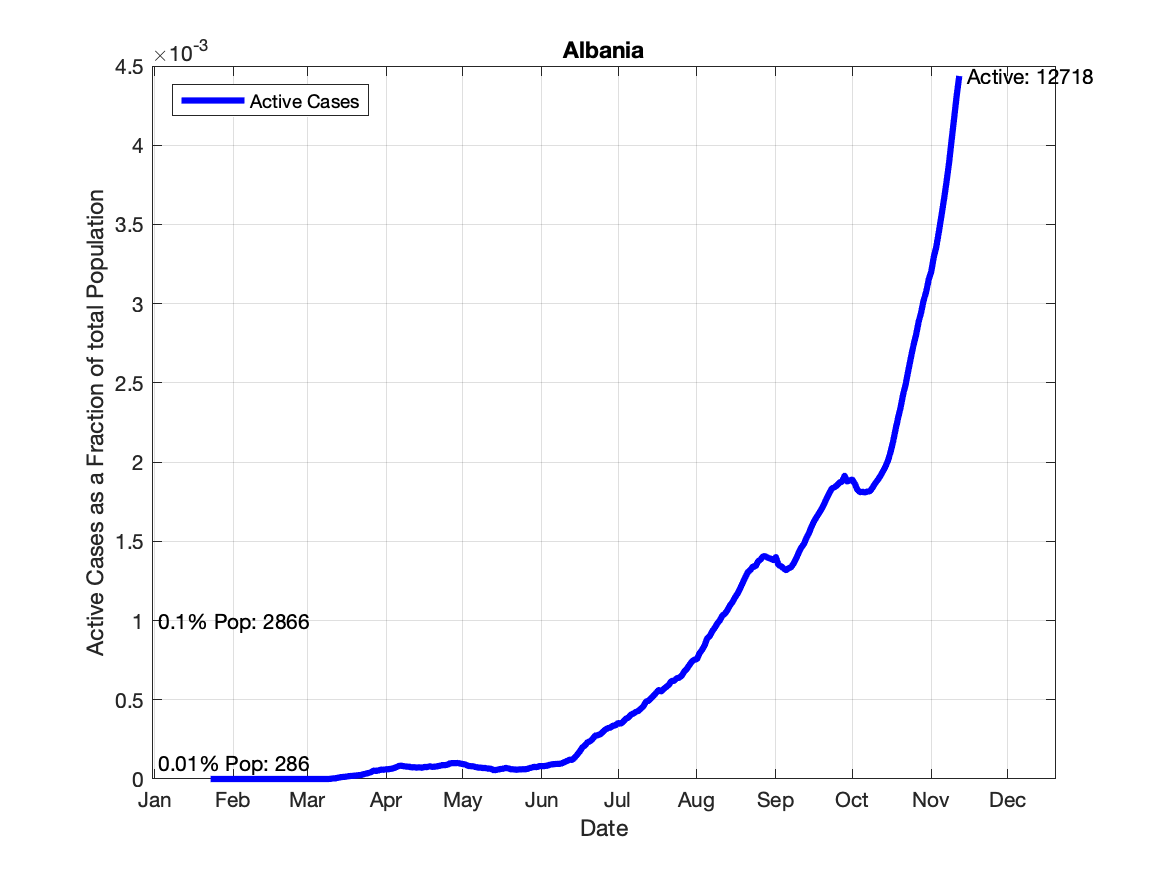 Albania
×10-3
4.5
4
3.5
3
2.5
2
1.5
1
0.5
0
Active Cases as a Fraction of total Population
Active Cases
Active: 12718
0.1% Pop: 2866
0.01% Pop: 286
Jan Feb Mar Apr May Jun Jul Aug Sep Oct Nov Dec
Date